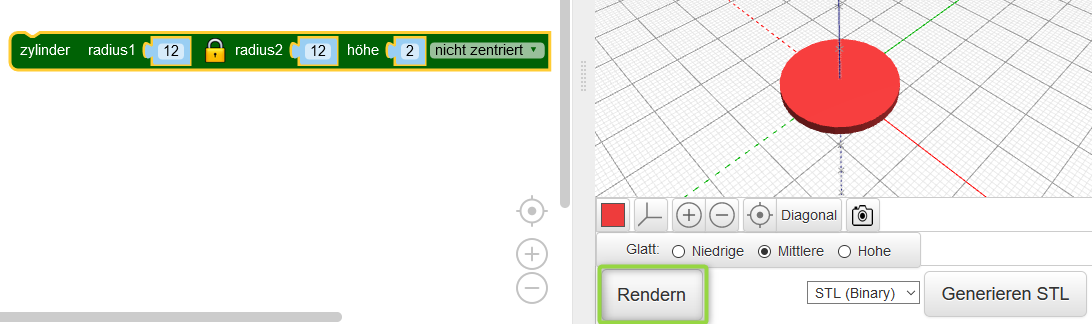 zylinder radius1 12 radius2 12 höhe 2 nicht zentriert
Diagonal
Glatt: Niedrige Mittlere Hohe
Rendern STL (Binary) Generieren STL